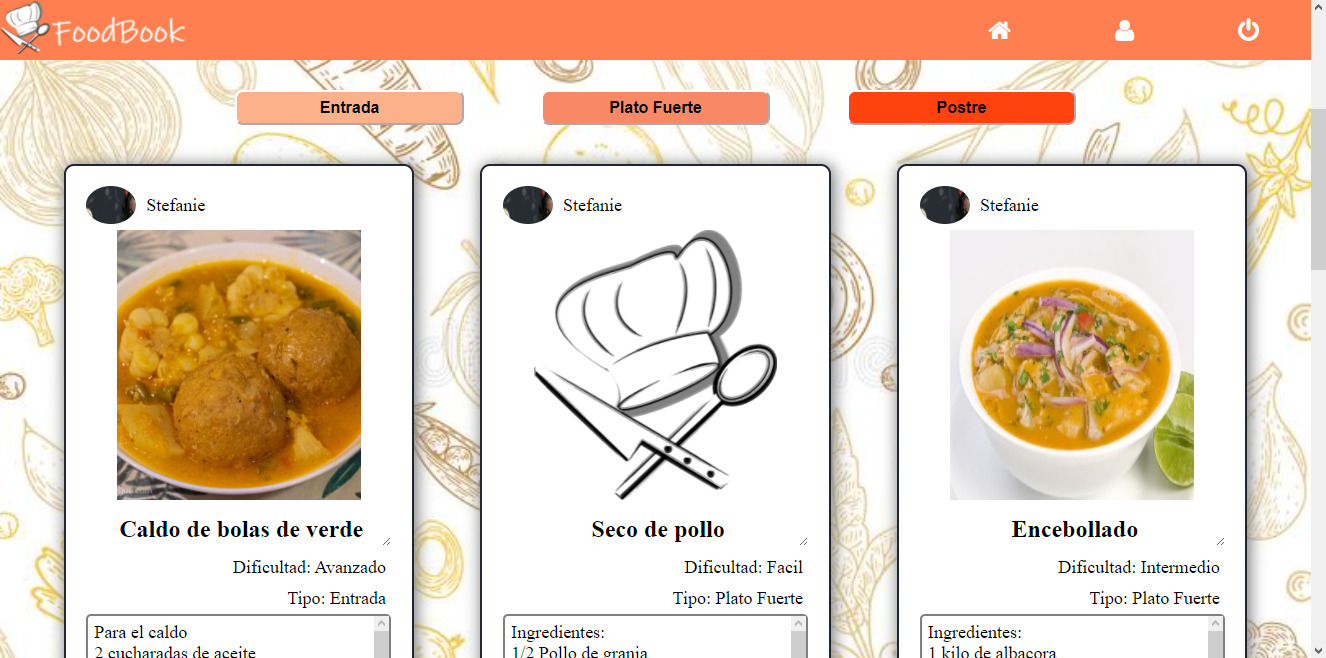 FoodBook
Entrada
Plato Fuerte
Postre
Stefanie
Caldo de bolas de verde
Dificultad: Avanzado
Tipo: Entrada
Para el caldo
2 cucharadas de aceite
Stefanie
Seco de pollo
Dificultad: Facil
Tipo: Plato Fuerte
Ingredientes:
1/2 Pollo de granja
Stefanie
Encebollado
Dificultad: Intermedio
Tipo: Plato Fuerte
Ingredientes:
1 kilo de albacora